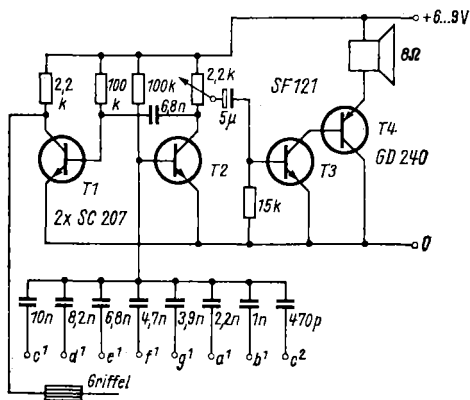 +6...9V
8Ω
2,2
k
100
k
100k
2,2k
6,8n
5µ
SF121
T1
T2
T3
T4
GD 240
2x SC 207
15k
0
10n
8,2n
6,8n
4,7n
3,9n
2,2n
1n
470p
c¹
d¹
e¹
f¹
g¹
a¹
b¹
c²
Griffel